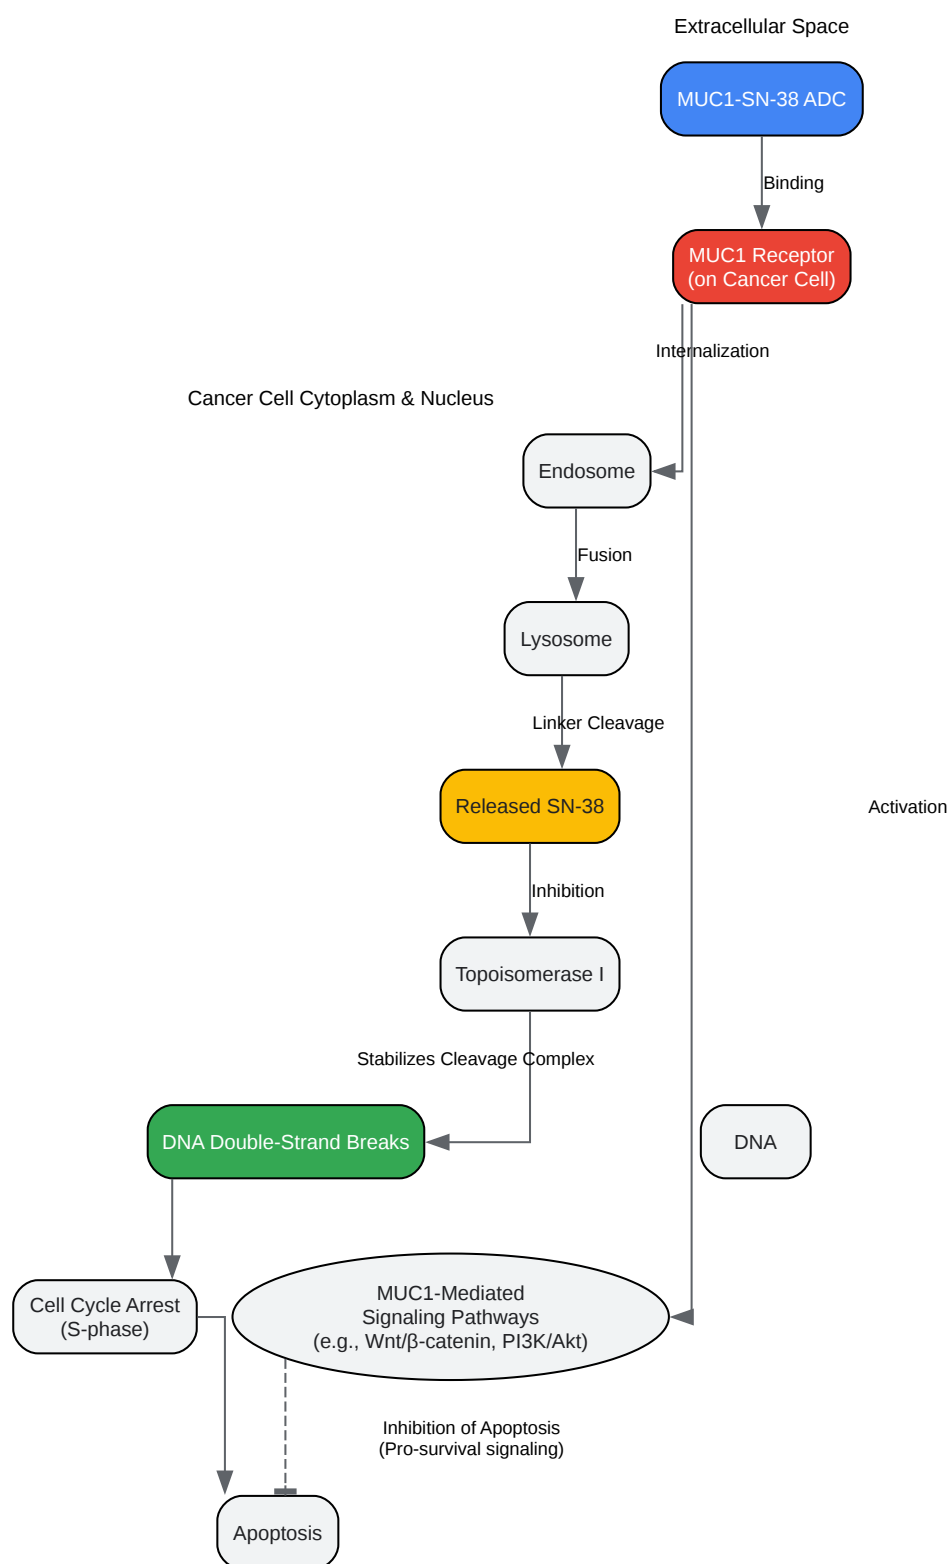 Extracellular Space
MUC1-SN-38 ADC
Binding
MUC1 Receptor
(on Cancer Cell)
Internalization
Cancer Cell Cytoplasm & Nucleus
Endosome
Fusion
Lysosome
Linker Cleavage
Released SN-38
Activation
Inhibition
Topoisomerase I
Stabilizes Cleavage Complex
DNA Double-Strand Breaks
DNA
Cell Cycle Arrest
(S-phase)
MUC1-Mediated
Signaling Pathways
(e.g., Wnt/β-catenin, PI3K/Akt)
Inhibition of Apoptosis
(Pro-survival signaling)
Apoptosis